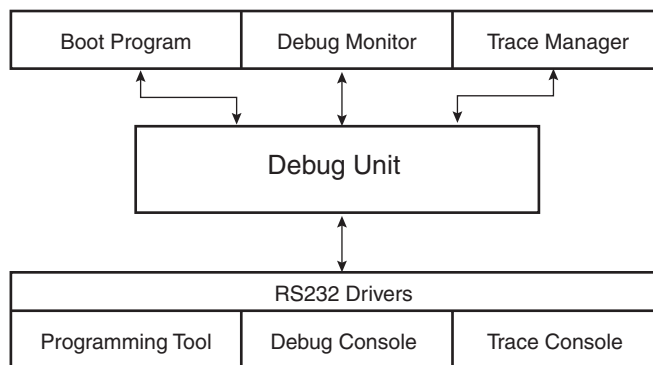 Boot Program Debug Monitor Trace Manager
Debug Unit
RS232 Drivers
Programming Tool Debug Console Trace Console